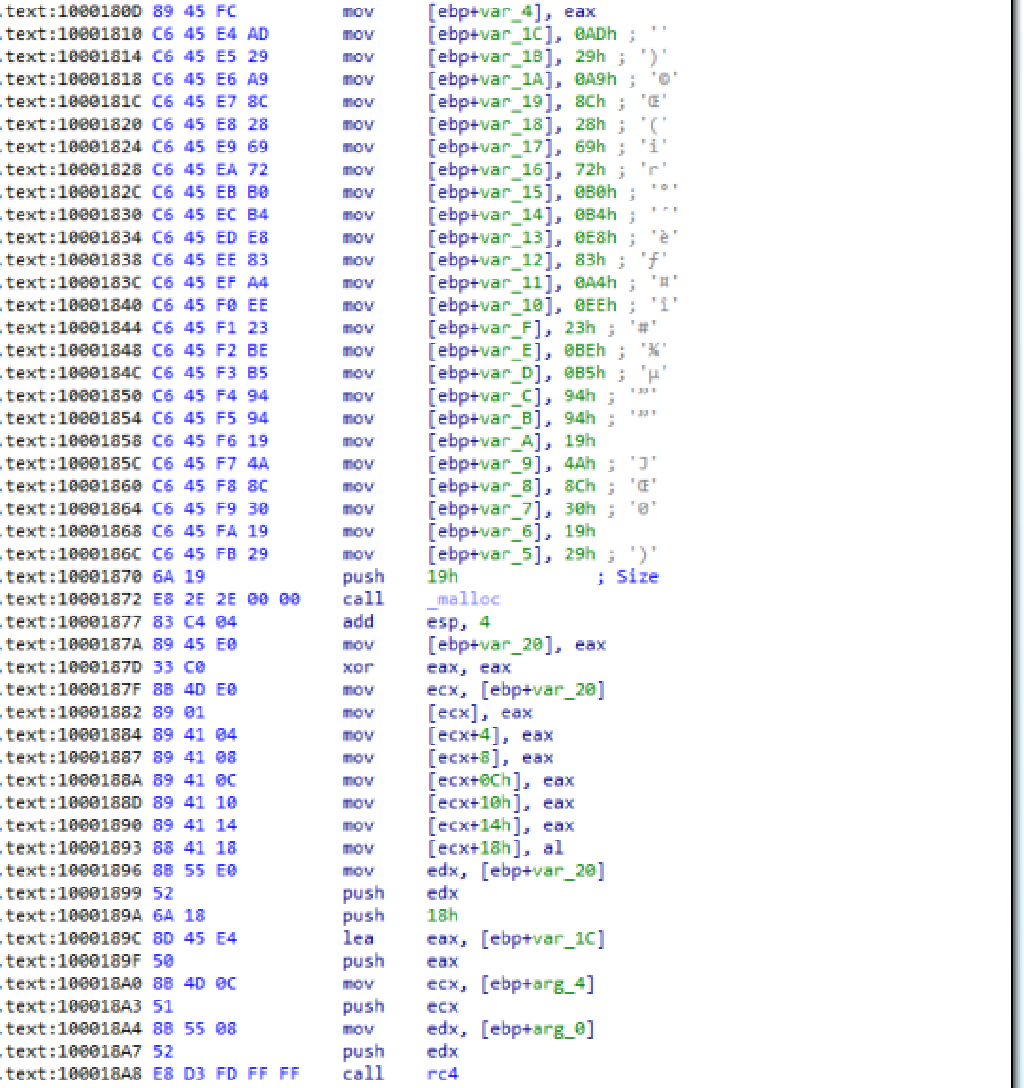 .text:1000180D 89 45 FC mov [ebp+var_4], eax
.text:10001810 C6 45 E4 AD mov [ebp+var_1C], 0ADh ; ''
.text:10001814 C6 45 E5 29 mov [ebp+var_1B], 29h ; ')'
.text:10001818 C6 45 E6 A9 mov [ebp+var_1A], 0A9h ; '©'
.text:1000181C C6 45 E7 8C mov [ebp+var_19], 8Ch ; 'Œ'
.text:10001820 C6 45 E8 28 mov [ebp+var_18], 28h ; '('
.text:10001824 C6 45 E9 69 mov [ebp+var_17], 69h ; 'i'
.text:10001828 C6 45 EA 72 mov [ebp+var_16], 72h ; 'r'
.text:1000182C C6 45 EB B0 mov [ebp+var_15], 0B0h ; '°'
.text:10001830 C6 45 EC B4 mov [ebp+var_14], 0B4h ; '´'
.text:10001834 C6 45 ED E8 mov [ebp+var_13], 0E8h ; 'è'
.text:10001838 C6 45 EE 83 mov [ebp+var_12], 83h ; 'ƒ'
.text:1000183C C6 45 EF A4 mov [ebp+var_11], 0A4h ; '¤'
.text:10001840 C6 45 F0 EE mov [ebp+var_10], 0EEh ; 'î'
.text:10001844 C6 45 F1 23 mov [ebp+var_F], 23h ; '#'
.text:10001848 C6 45 F2 BE mov [ebp+var_E], 0BEh ; '¾'
.text:1000184C C6 45 F3 B5 mov [ebp+var_D], 0B5h ; 'µ'
.text:10001850 C6 45 F4 94 mov [ebp+var_C], 94h ; '”'
.text:10001854 C6 45 F5 94 mov [ebp+var_B], 94h ; '”'
.text:10001858 C6 45 F6 19 mov [ebp+var_A], 19h
.text:1000185C C6 45 F7 4A mov [ebp+var_9], 4Ah ; 'J'
.text:10001860 C6 45 F8 8C mov [ebp+var_8], 8Ch ; 'Œ'
.text:10001864 C6 45 F9 30 mov [ebp+var_7], 30h ; '0'
.text:10001868 C6 45 FA 19 mov [ebp+var_6], 19h
.text:1000186C C6 45 FB 29 mov [ebp+var_5], 29h ; ')'
.text:10001870 6A 19 push 19h ; Size
.text:10001872 E8 2E 2E 00 00 call _malloc
.text:10001877 83 C4 04 add esp, 4
.text:1000187A 89 45 E0 mov [ebp+var_20], eax
.text:1000187D 33 C0 xor eax, eax
.text:1000187F 8B 4D E0 mov ecx, [ebp+var_20]
.text:10001882 89 01 mov [ecx], eax
.text:10001884 89 41 04 mov [ecx+4], eax
.text:10001887 89 41 08 mov [ecx+8], eax
.text:1000188A 89 41 0C mov [ecx+0Ch], eax
.text:1000188D 89 41 10 mov [ecx+10h], eax
.text:10001890 89 41 14 mov [ecx+14h], eax
.text:10001893 88 41 18 mov [ecx+18h], al
.text:10001896 8B 55 E0 mov edx, [ebp+var_20]
.text:10001899 52 push edx
.text:1000189A 6A 18 push 18h
.text:1000189C 8D 45 E4 lea eax, [ebp+var_1C]
.text:1000189F 50 push eax
.text:100018A0 8B 4D 0C mov ecx, [ebp+arg_4]
.text:100018A3 51 push ecx
.text:100018A4 8B 55 08 mov edx, [ebp+arg_0]
.text:100018A7 52 push edx
.text:100018A8 E8 D3 FD FF FF call rc4